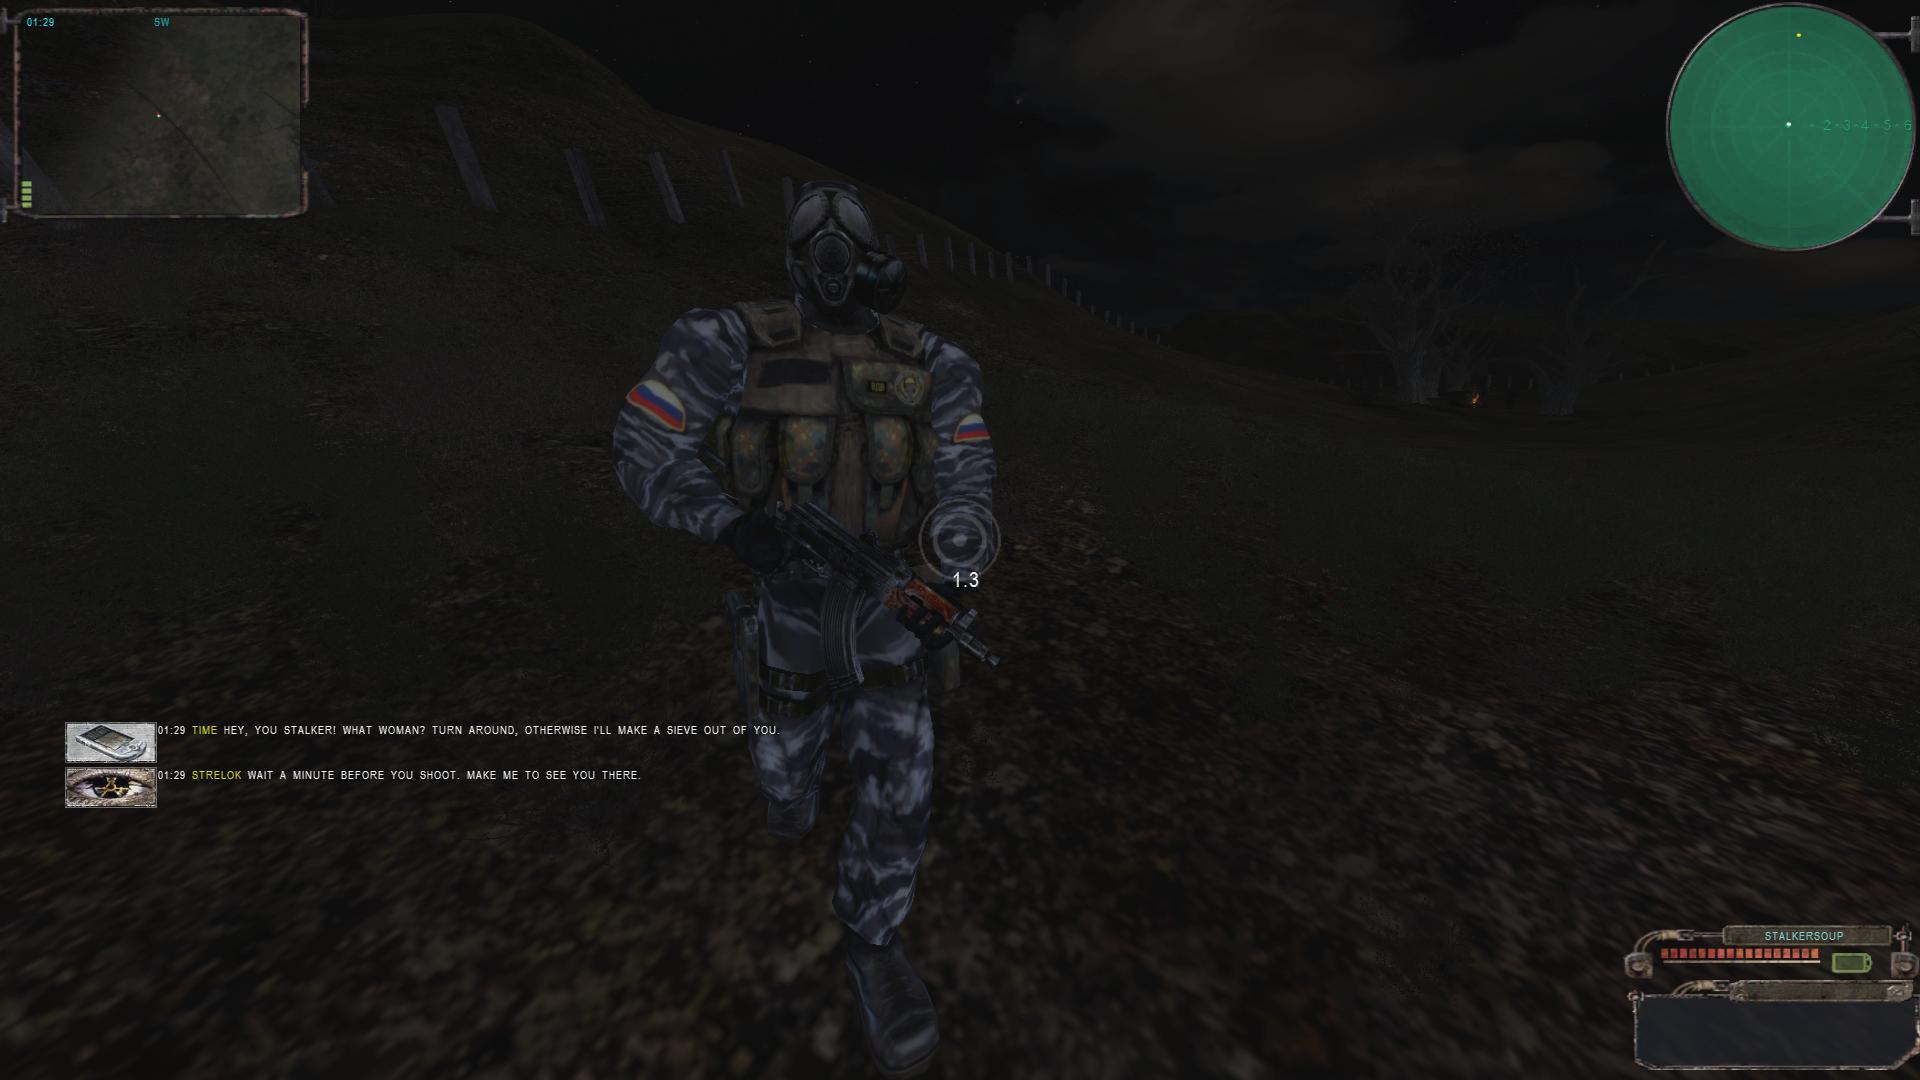 01:29 SW
- 2-3-4-5-6
1.3
01:29 TIME HEY, YOU STALKER! WHAT WOMAN? TURN AROUND, OTHERWISE I'LL MAKE A SIEVE OUT OF YOU.
01:29 STRELOK WAIT A MINUTE BEFORE YOU SHOOT. MAKE ME TO SEE YOU THERE.
STALKERSOUP